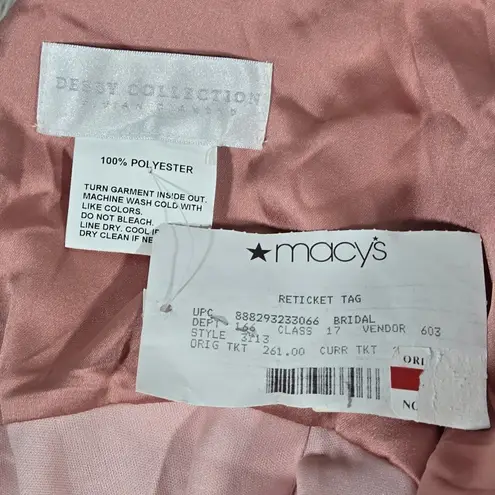 DESSY COLLECTION
100% POLYESTER
TURN GARMENT INSIDE OUT.
MACHINE WASH COLD WITH
LIKE COLORS.
DO NOT BLEACH.
LINE DRY. COOL
DRY CLEAN IF
★macy's
RETICKET TAG
UPC 888293233066 BRIDAL
DEPT 166 CLASS 17 VENDOR 603
STYLE 3713
ORIG TKT 261.00 CURR TKT
ORI
NO